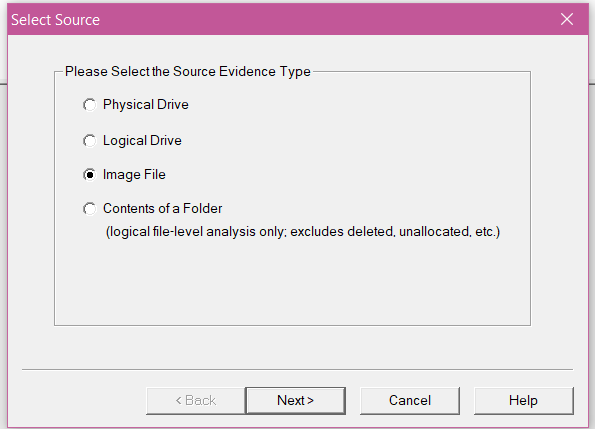 Select Source
Please Select the Source Evidence Type
Physical Drive
Logical Drive
Image File
Contents of a Folder
(logical file-level analysis only; excludes deleted, unallocated, etc.)
< Back Next > Cancel Help